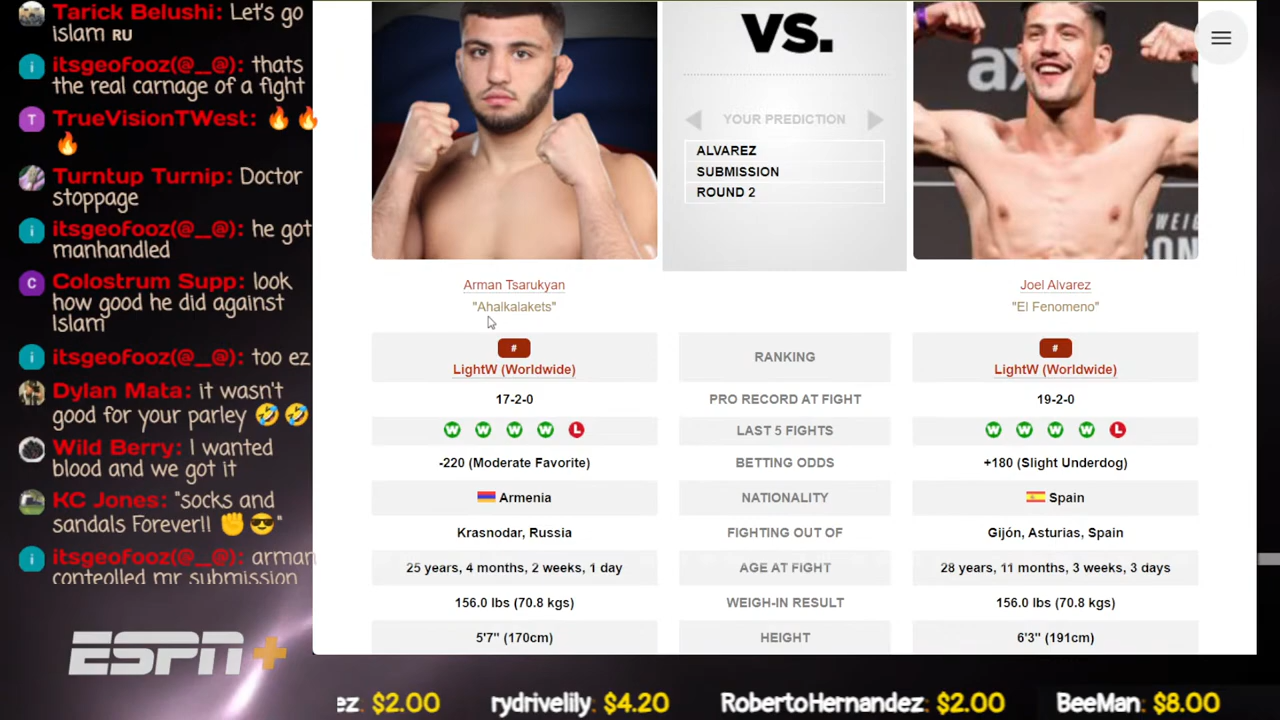 Tarick Belushi: Let's go
islam RU
i
itsgeofooz(@__@): thats
the real carnage of a fight
T
TrueVisionTWest: 🔥🔥
🔥
Turntup Turnip: Doctor
stoppage
i
itsgeofooz(@__@): he got
manhandled
C
Colostrum Supp: look
how good he did against
Islam
i
itsgeofooz(@__@): too ez
Dylan Mata: it wasn't
good for your parley 🤣🤣
Wild Berry: I wanted
blood and we got it
KC Jones: "socks and
sandals Forever!! ✊😎"
i
itsgeofooz(@__@): arman
conteolled mr submission
ESPN+
VS.
YOUR PREDICTION
ALVAREZ
SUBMISSION
ROUND 2
Arman Tsarukyan
Joel Alvarez
"Ahalkalakets"
"El Fenomeno"
# RANKING #
LightW (Worldwide) LightW (Worldwide)
17-2-0 PRO RECORD AT FIGHT 19-2-0
W W W W L LAST 5 FIGHTS W W W W L
-220 (Moderate Favorite) BETTING ODDS +180 (Slight Underdog)
Armenia NATIONALITY Spain
Krasnodar, Russia FIGHTING OUT OF Gijón, Asturias, Spain
25 years, 4 months, 2 weeks, 1 day AGE AT FIGHT 28 years, 11 months, 3 weeks, 3 days
156.0 lbs (70.8 kgs) WEIGH-IN RESULT 156.0 lbs (70.8 kgs)
5'7" (170cm) HEIGHT 6'3" (191cm)
ez: $2.00 rydrivelily: $4.20 RobertoHernandez: $2.00 BeeMan: $8.00